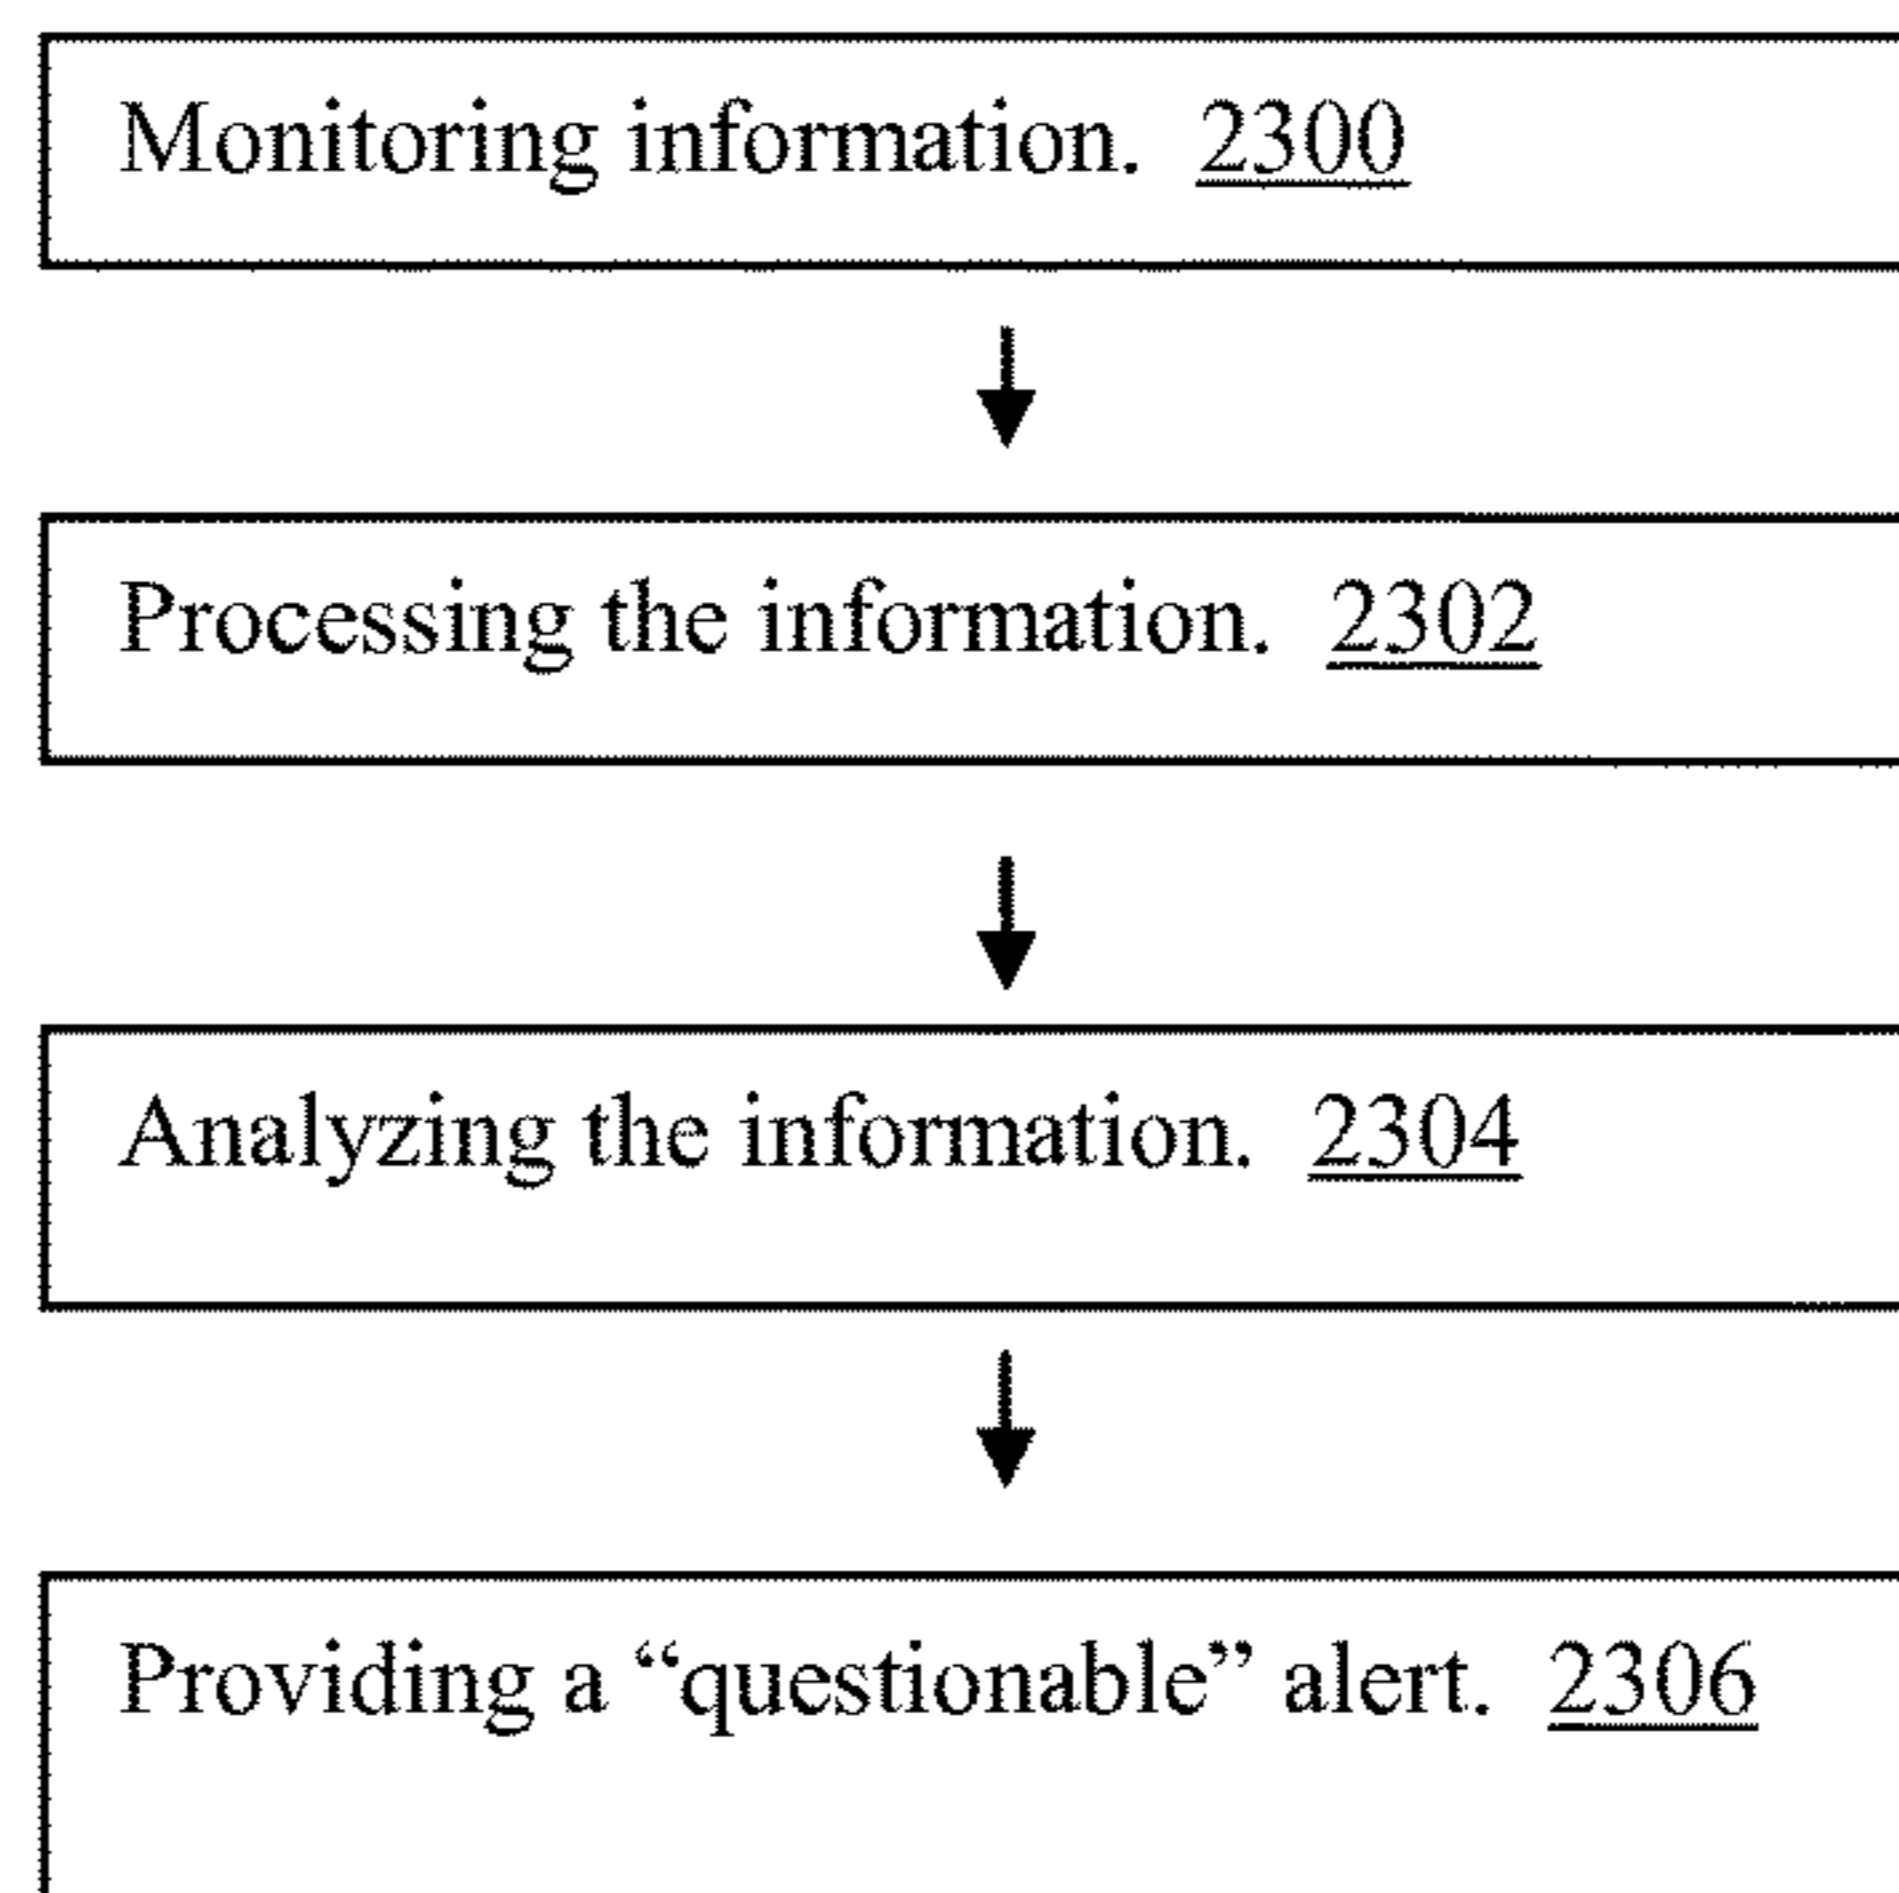 Monitoring information. 2300
Processing the information. 2302
Analyzing the information. 2304
Providing a “questionable” alert. 2306